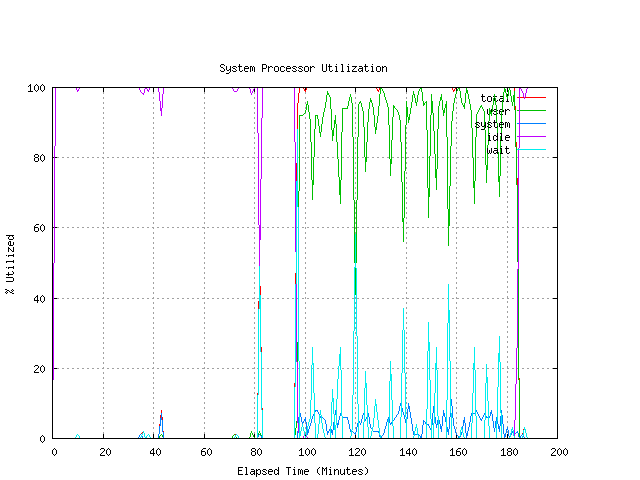 System Processor Utilization
100
80
60
40
20
0
% Utilized
total
user
system
idle
wait
0 20 40 60 80 100 120 140 160 180 200
Elapsed Time (Minutes)